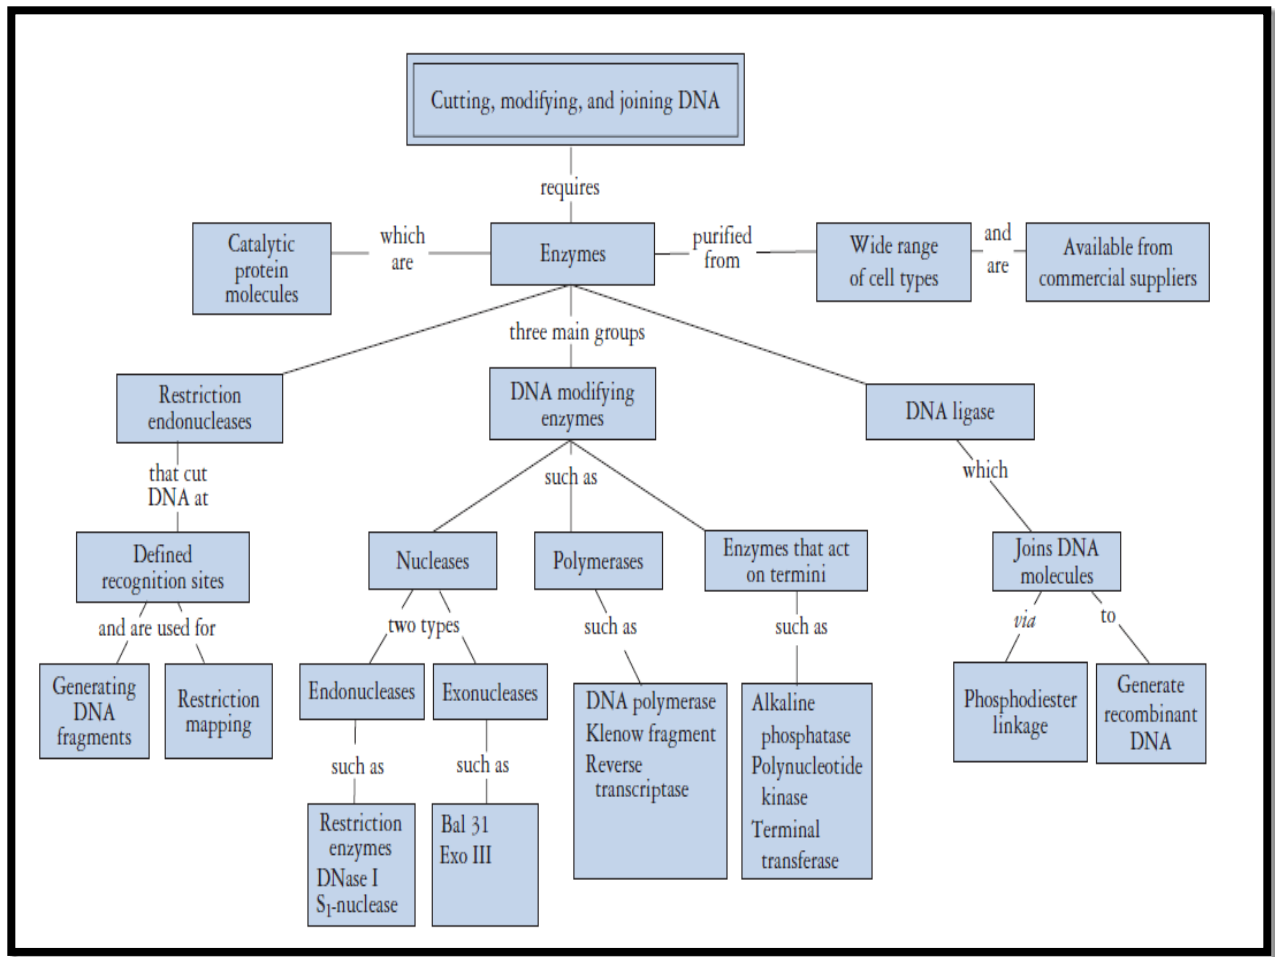 Cutting, modifying, and joining DNA
requires
Catalytic
protein
molecules
which
are
Enzymes
purified
from
Wide range
of cell types
and
are
Available from
commercial suppliers
three main groups
Restriction
endonucleases
DNA modifying
enzymes
DNA ligase
that cut
DNA at
such as
which
Defined
recognition sites
Nucleases
Polymerases
Enzymes that act
on termini
Joins DNA
molecules
and are used for
two types
such as
such as
via
to
Generating
DNA
fragments
Restriction
mapping
Endonucleases
Exonucleases
DNA polymerase
Klenow fragment
Reverse
transcriptase
Alkaline
phosphatase
Polynucleotide
kinase
Terminal
transferase
Phosphodiester
linkage
Generate
recombinant
DNA
such as
such as
Restriction
enzymes
DNase I
S₁-nuclease
Bal 31
Exo III